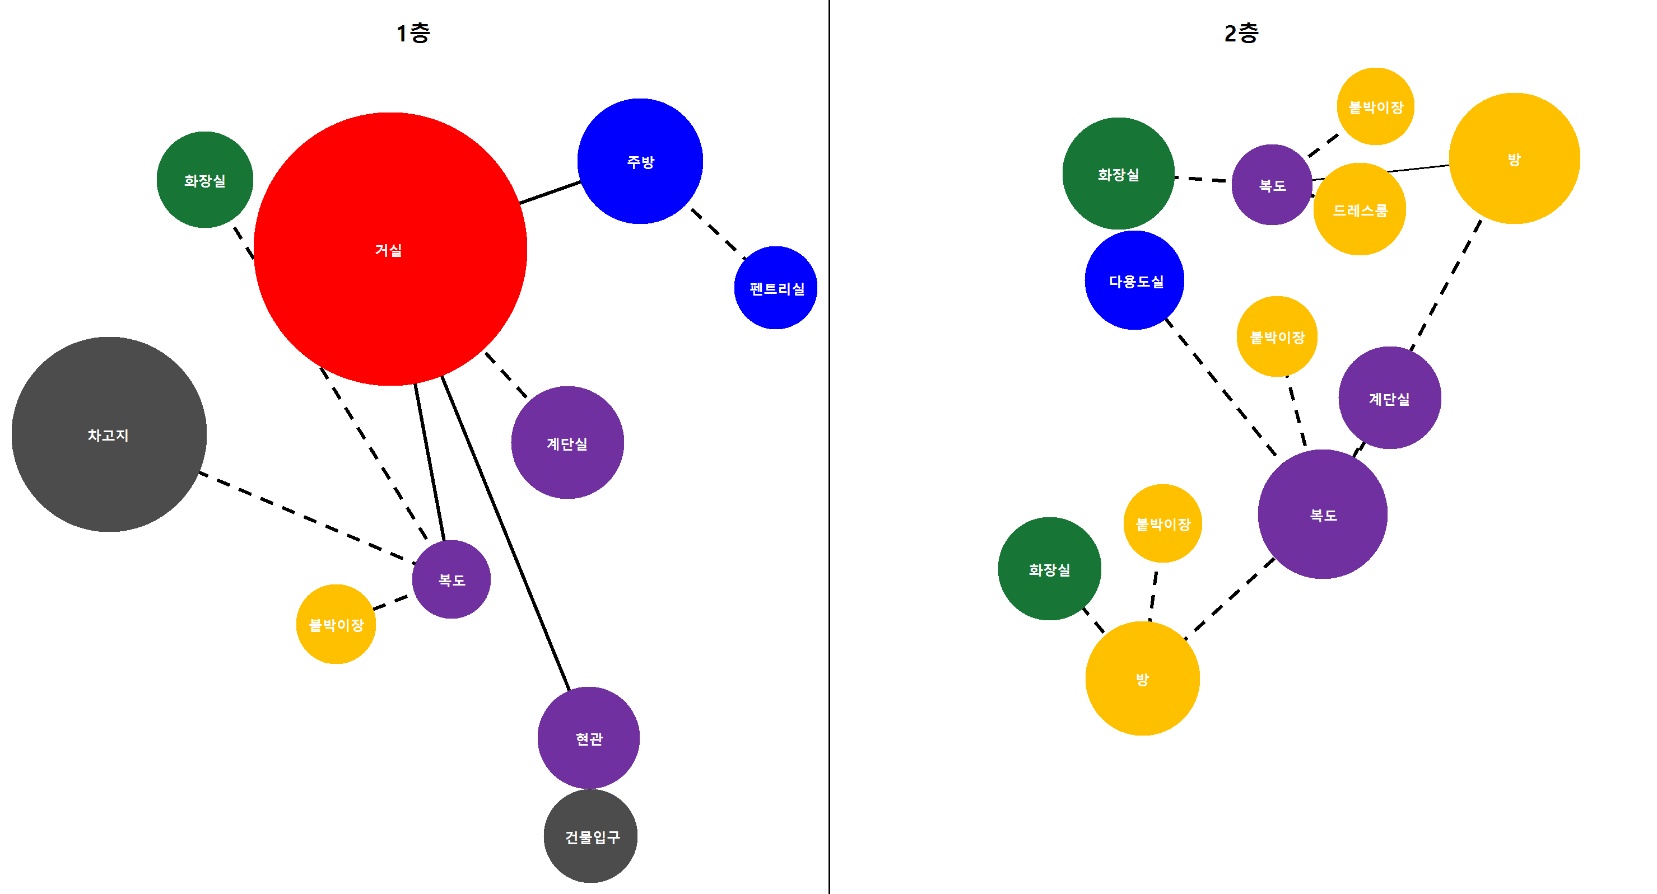 1층
화장실
주방
거실
펜트리실
차고지
계단실
복도
붙박이장
현관
건물입구
2층
붙박이장
방
화장실
복도
드레스룸
다용도실
붙박이장
계단실
복도
붙박이장
화장실
방